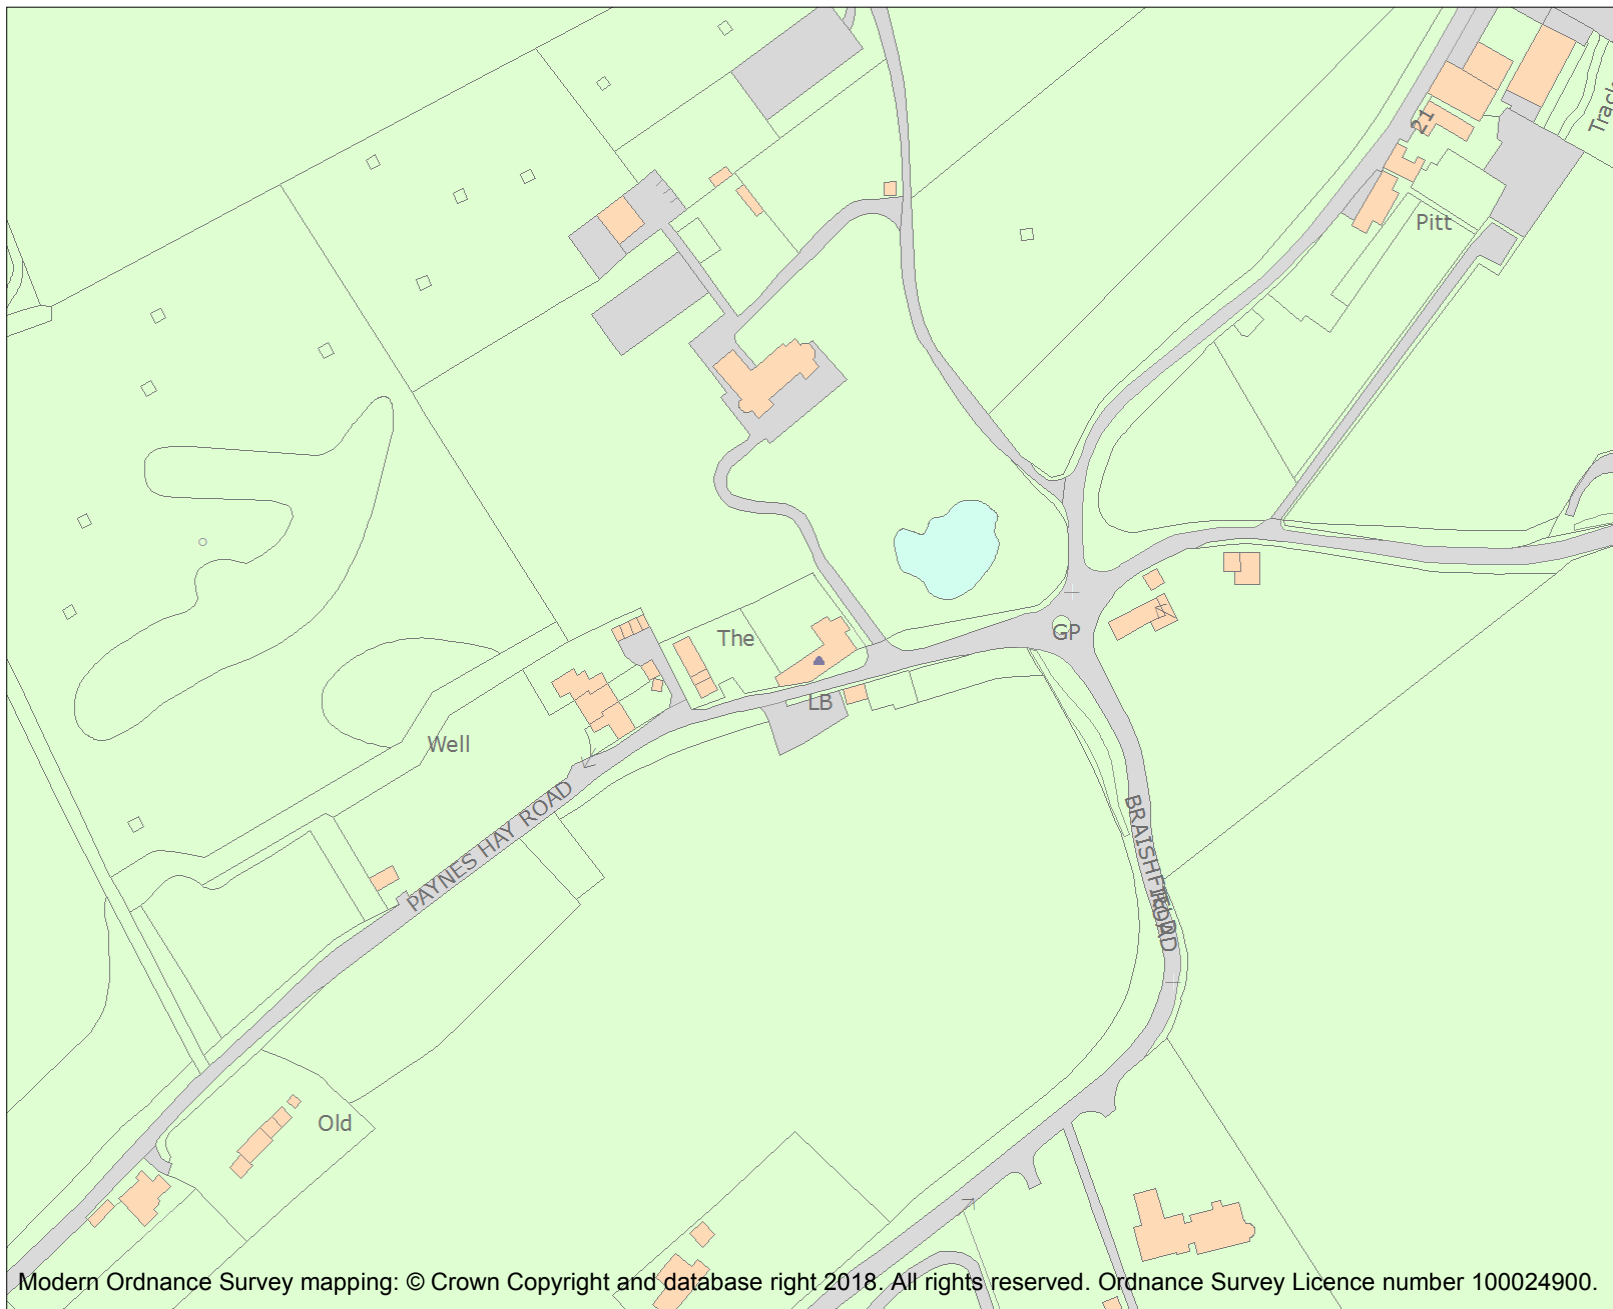 21
Track
Pitt
The
GP
LB
Well
PAYNES HAY ROAD
BRAISHFIELD
ROAD
Old
Modern Ordnance Survey mapping: © Crown Copyright and database right 2018. All rights reserved. Ordnance Survey Licence number 100024900.